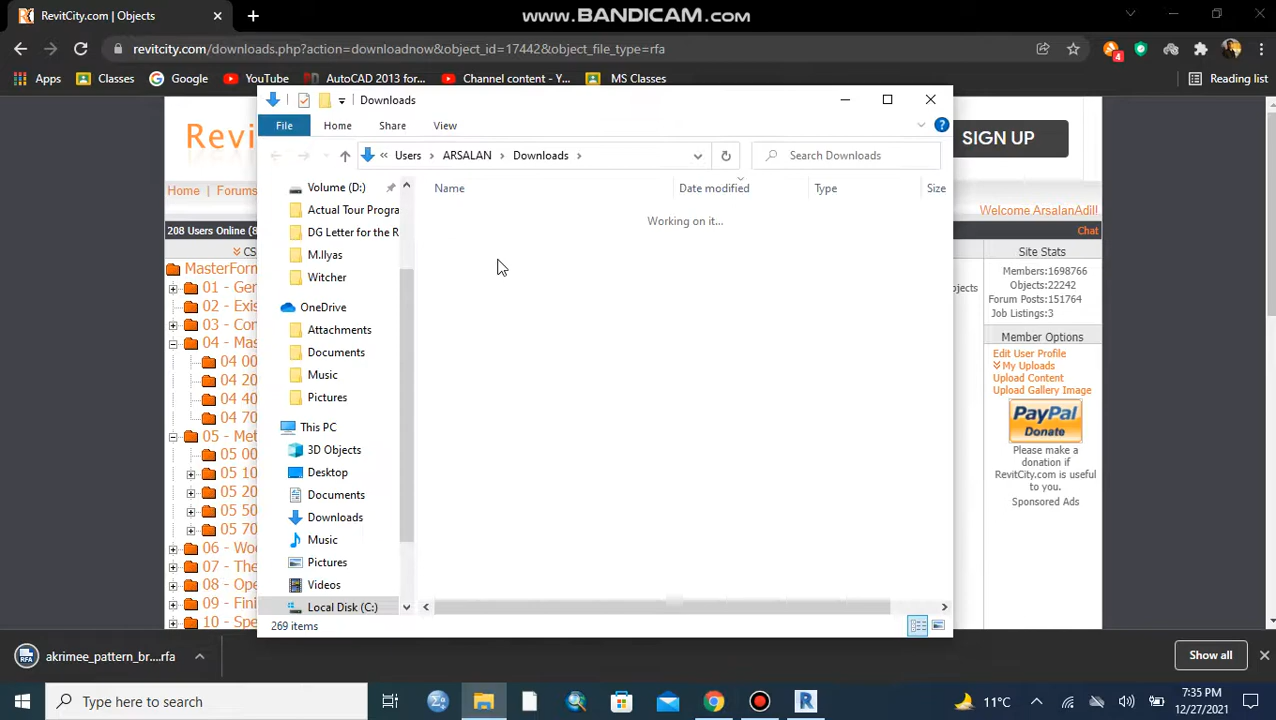 RevitCity.com | Objects
www.BANDICAM.com
revitcity.com/downloads.php?action=downloadnow&object_id=17442&object_file_type=rfa
4
Apps Classes Google YouTube AutoCAD 2013 for... Channel content - Y... MS Classes Reading list
Downloads
File Home Share View
« Users > ARSALAN > Downloads >
Search Downloads
Name Date modified Type Size
Working on it...
Volume (D:)
Actual Tour Progra
DG Letter for the R
M.Ilyas
Witcher
OneDrive
Attachments
Documents
Music
Pictures
This PC
3D Objects
Desktop
Documents
Downloads
Music
Pictures
Videos
Local Disk (C:)
269 items
Revi
Home | Forums
208 Users Online (8
CS
MasterForm
01 - Ger
02 - Exis
03 - Con
04 - Mas
04 00
04 20
04 40
04 70
05 - Met
05 00
05 10
05 20
05 50
05 70
06 - Woo
07 - The
08 - Ope
09 - Fini
10 - Spe
SIGN UP
Welcome ArsalanAdil!
Chat
bjects
Site Stats
Members:1698766
Objects:22242
Forum Posts:151764
Job Listings:3
Member Options
Edit User Profile
My Uploads
Upload Content
Upload Gallery Image
PayPal
Donate
Please make a
donation if
RevitCity.com is useful
to you.
Sponsored Ads
RFA
akrimee_pattern_br....rfa
Show all
Type here to search
R
11°C
7:35 PM
12/27/2021